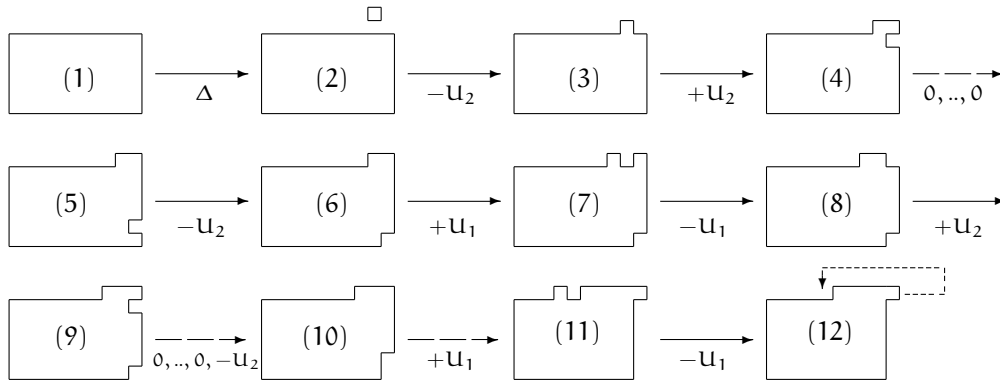 (1) (2) (3) (4)
Δ −U₂ +U₂ 0,..,0
(5) (6) (7) (8)
−U₂ +U₁ −U₁ +U₂
(9) (10) (11) (12)
0,..,0,−U₂ +U₁ −U₁